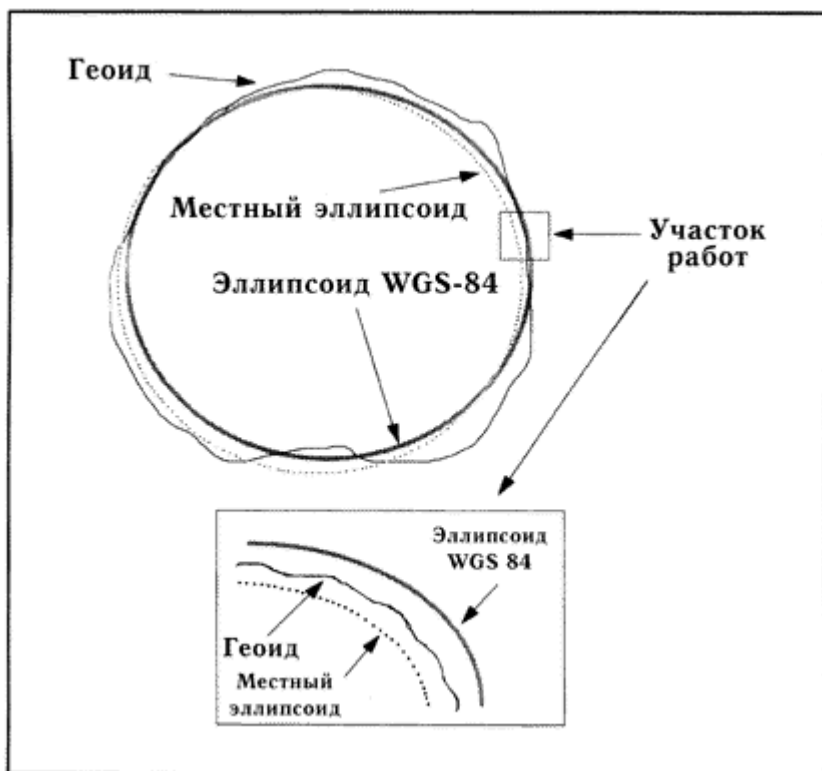 Геоид
Местный эллипсоид
Участок
работ
Эллипсоид WGS-84
Эллипсоид
WGS 84
Геоид
Местный
эллипсоид